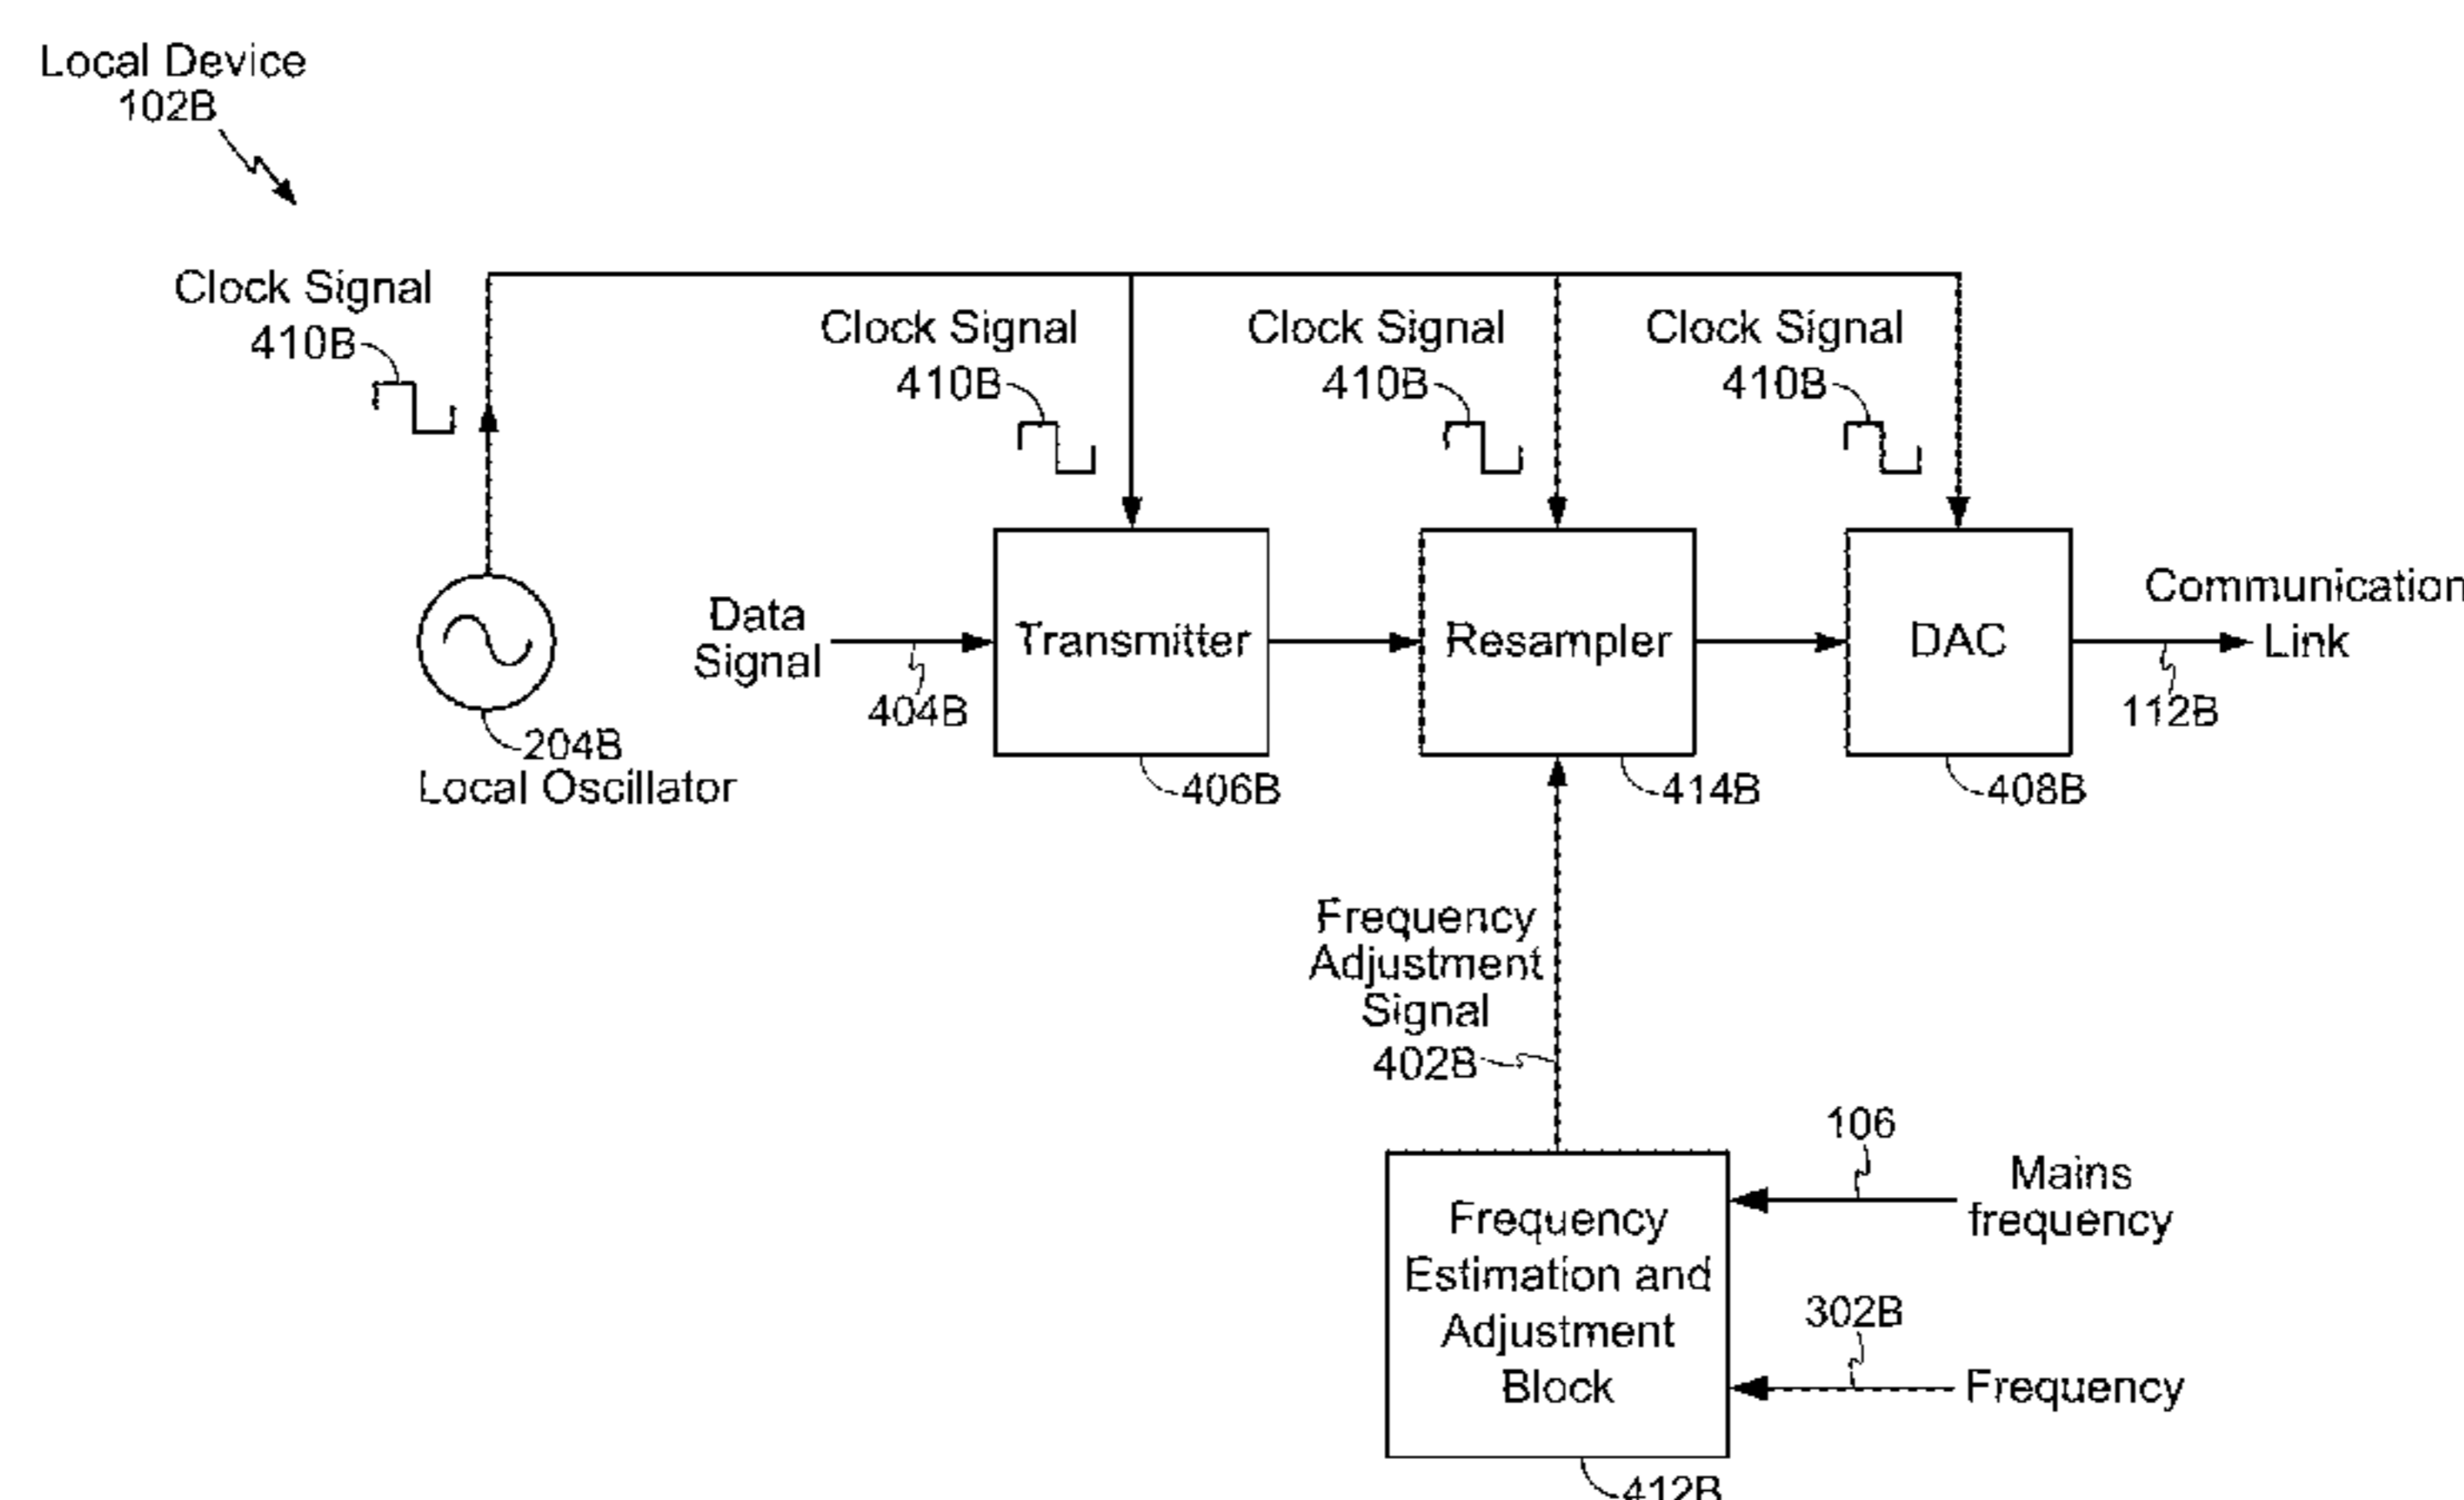 Local Device
102B
Clock Signal
410B
Clock Signal
410B
Clock Signal
410B
Clock Signal
410B
204B
Local Oscillator
Data
Signal
404B
Transmitter
406B
Resampler
414B
DAC
408B
Communication
Link
112B
Frequency
Adjustment
Signal
402B
Frequency
Estimation and
Adjustment
Block
412B
106
Mains
frequency
302B
Frequency